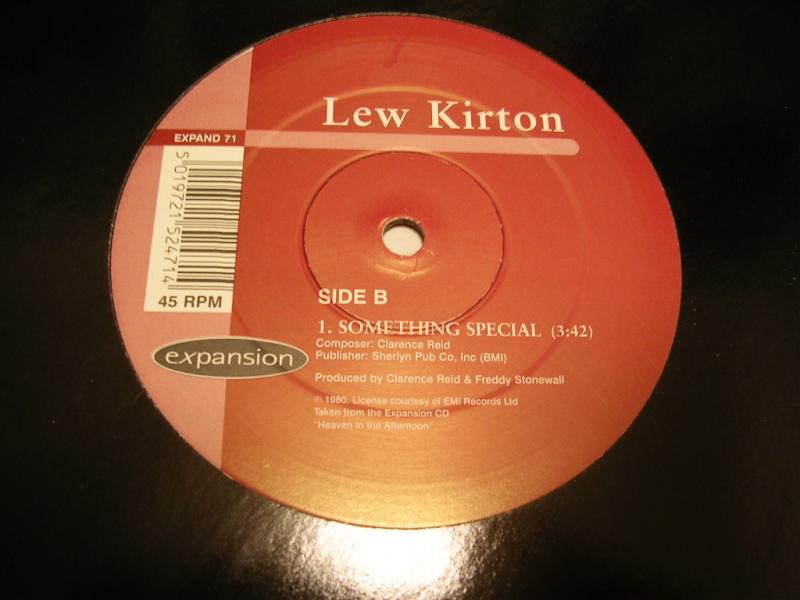 Lew Kirton
EXPAND 71
5 019721 524714
45 RPM
expansion
SIDE B
1. SOMETHING SPECIAL (3:42)
Composer: Clarence Reid
Publisher: Sherlyn Pub Co, Inc (BMI)
Produced by Clarence Reid & Freddy Stonewall
℗ 1980, License courtesy of EMI Records Ltd
Taken from the Expansion CD
"Heaven in the Afternoon"